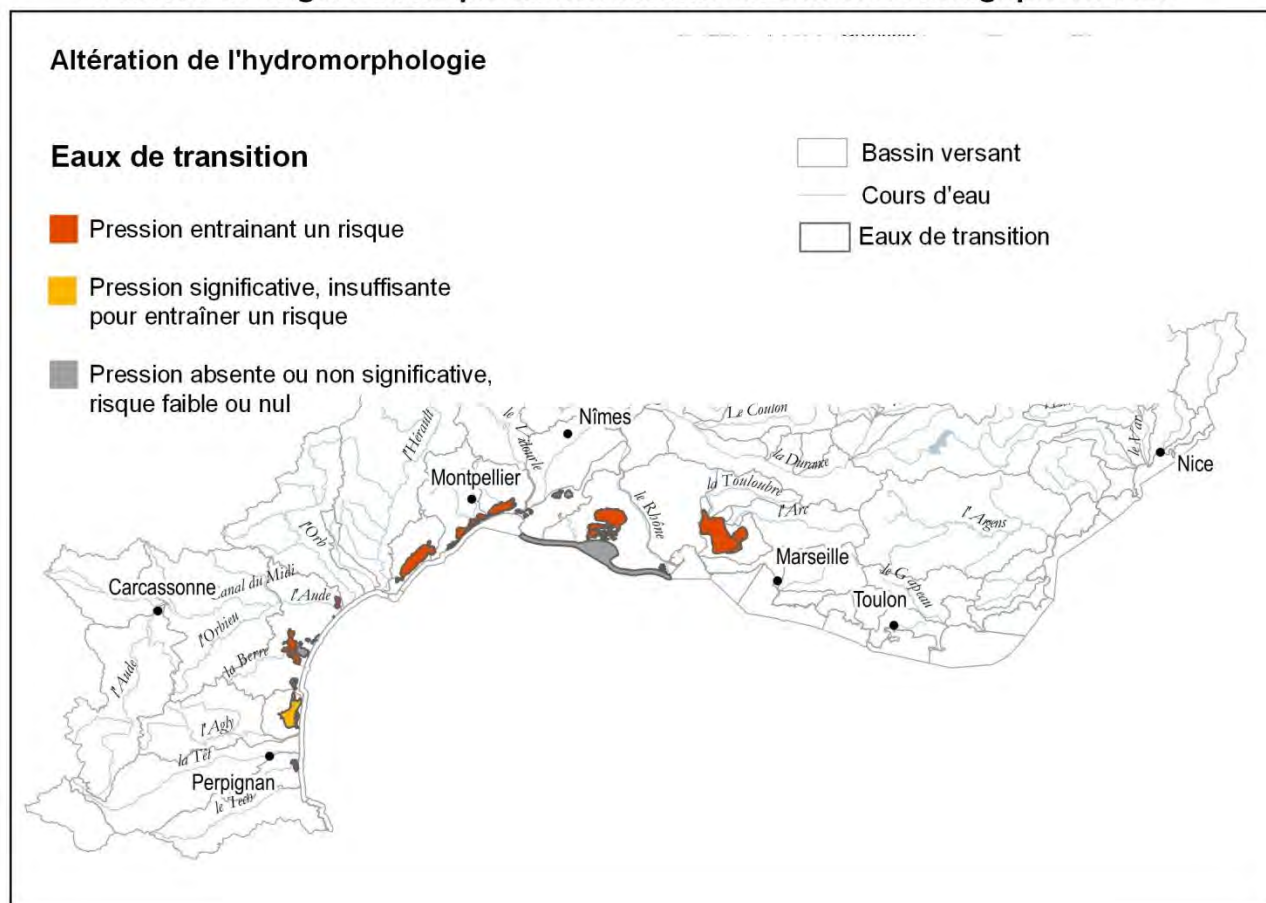 Altération de l'hydromorphologie
Eaux de transition
Pression entrainant un risque
Pression significative, insuffisante
pour entraîner un risque
Pression absente ou non significative,
risque faible ou nul
Bassin versant
Cours d'eau
Eaux de transition
l'Hérault
le Vidourle
Nîmes
Le Coulon
la Durance
le Var
Nice
Montpellier
la Touloubre
le Rhône
l'Arc
l'Argens
l'Orb
Marseille
Carcassonne
Canal du Midi
l'Aude
le Gapeau
Toulon
l'Orbieu
la Berre
l'Aude
l'Agly
la Têt
Perpignan
le Tech